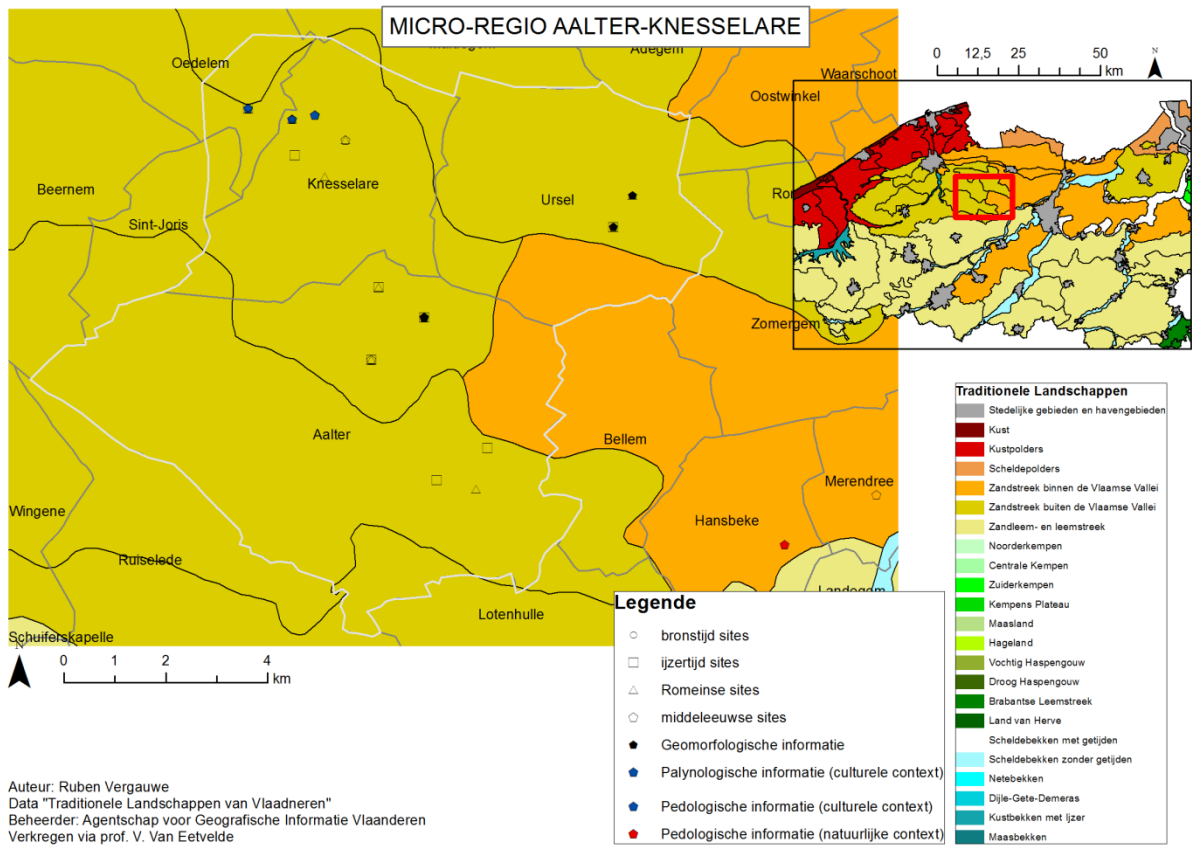 MICRO-REGIO AALTER-KNESSELARE
Oedelem
Adegem
Waarschoot
Oostwinkel
Beernem
Knesselare
Ursel
Sint-Joris
Zomergem
Aalter
Bellem
Merendree
Wingene
Hansbeke
Ruiselede
Lotenhulle
Landegem
Schuiferskapelle
N
0 1 2 4
km
0 12,5 25 50
km
N
Traditionele Landschappen
Stedelijke gebieden en havengebieden
Kust
Kustpolders
Scheldepolders
Zandstreek binnen de Vlaamse Vallei
Zandstreek buiten de Vlaamse Vallei
Zandleem- en leemstreek
Noorderkempen
Centrale Kempen
Zuiderkempen
Kempens Plateau
Maasland
Hageland
Vochtig Haspengouw
Droog Haspengouw
Brabantse Leemstreek
Land van Herve
Scheldebekken met getijden
Scheldebekken zonder getijden
Netebekken
Dijle-Gete-Demeras
Kustbekken met Ijzer
Maasbekken
Legende
bronstijd sites
ijzertijd sites
Romeinse sites
middeleeuwse sites
Geomorfologische informatie
Palynologische informatie (culturele context)
Pedologische informatie (culturele context)
Pedologische informatie (natuurlijke context)
Auteur: Ruben Vergauwe
Data "Traditionele Landschappen van Vlaadneren"
Beheerder: Agentschap voor Geografische Informatie Vlaanderen
Verkregen via prof. V. Van Eetvelde